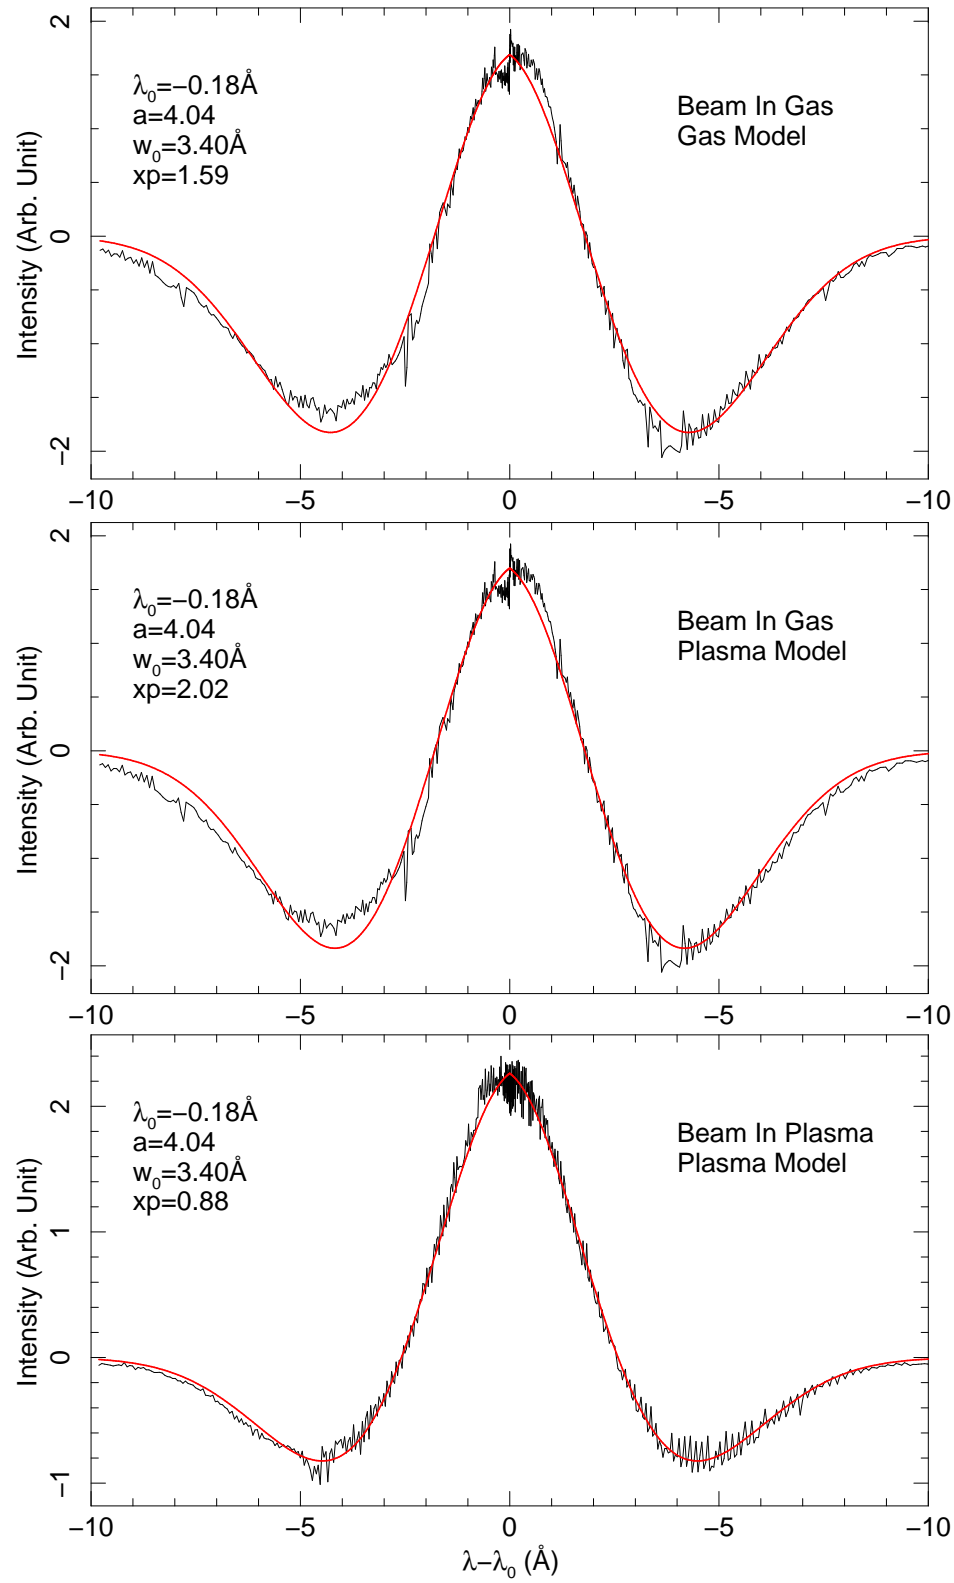 2
λ₀=−0.18Å
a=4.04
w₀=3.40Å
xp=1.59
Beam In Gas
Gas Model
Intensity (Arb. Unit)
0
−2
−10 −5 0 −5 −10
2
λ₀=−0.18Å
a=4.04
w₀=3.40Å
xp=2.02
Beam In Gas
Plasma Model
Intensity (Arb. Unit)
0
−2
−10 −5 0 −5 −10
2
λ₀=−0.18Å
a=4.04
w₀=3.40Å
xp=0.88
Beam In Plasma
Plasma Model
Intensity (Arb. Unit)
1
0
−1
−10 −5 0 −5 −10
λ−λ₀ (Å)